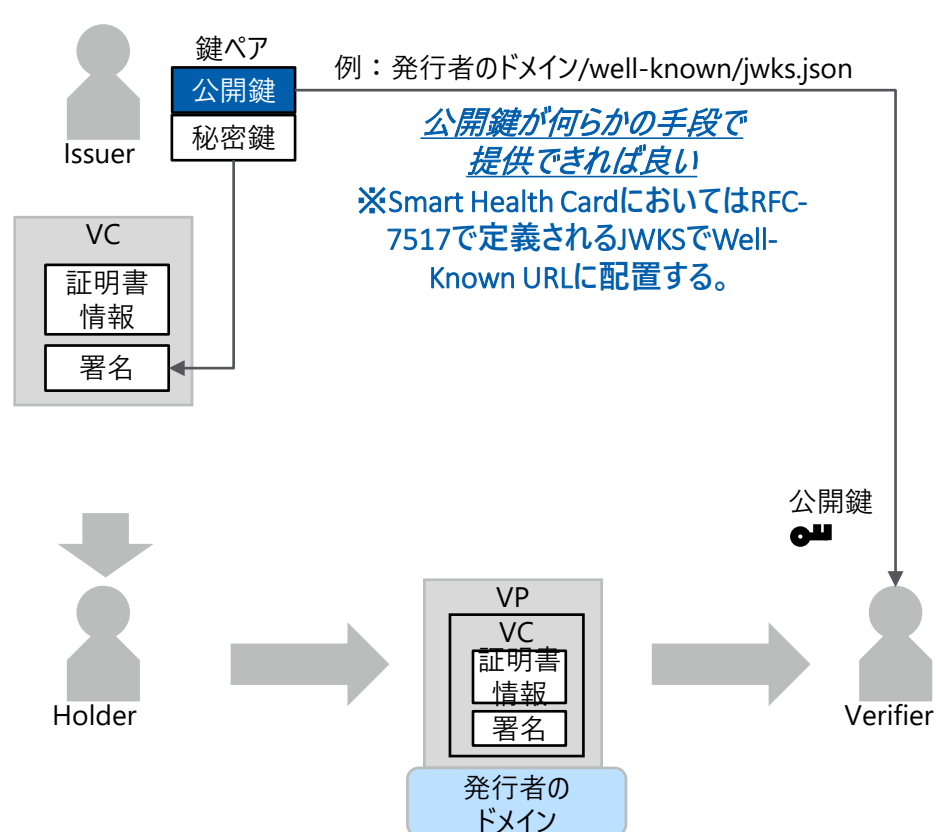 鍵ペア
公開鍵
秘密鍵
Issuer
例：発行者のドメイン/well-known/jwks.json
公開鍵が何らかの手段で
提供できれば良い
※Smart Health CardにおいてはRFC-
7517で定義されるJWKSでWell-
Known URLに配置する。
VC
証明書
情報
署名
公開鍵
Holder
VP
VC
証明書
情報
署名
発行者の
ドメイン
Verifier